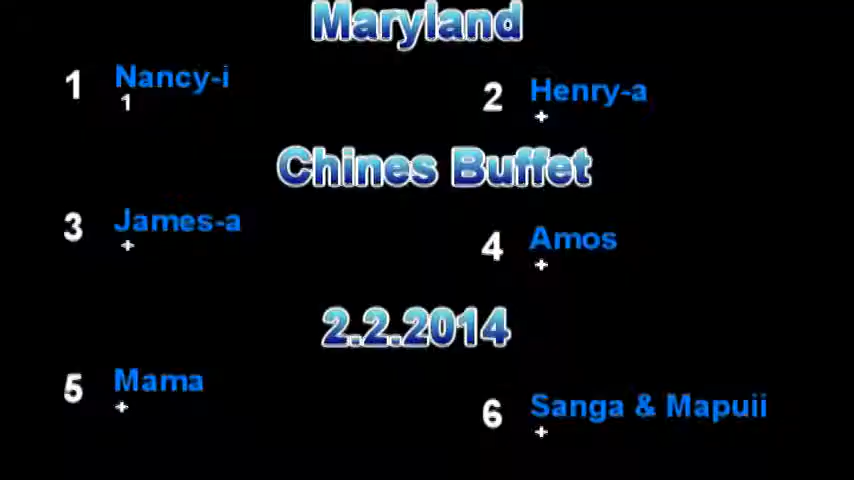 Maryland
1 Nancy-i
1
2 Henry-a
+
Chines Buffet
3 James-a
+
4 Amos
+
2.2.2014
5 Mama
+
6 Sanga & Mapuii
+